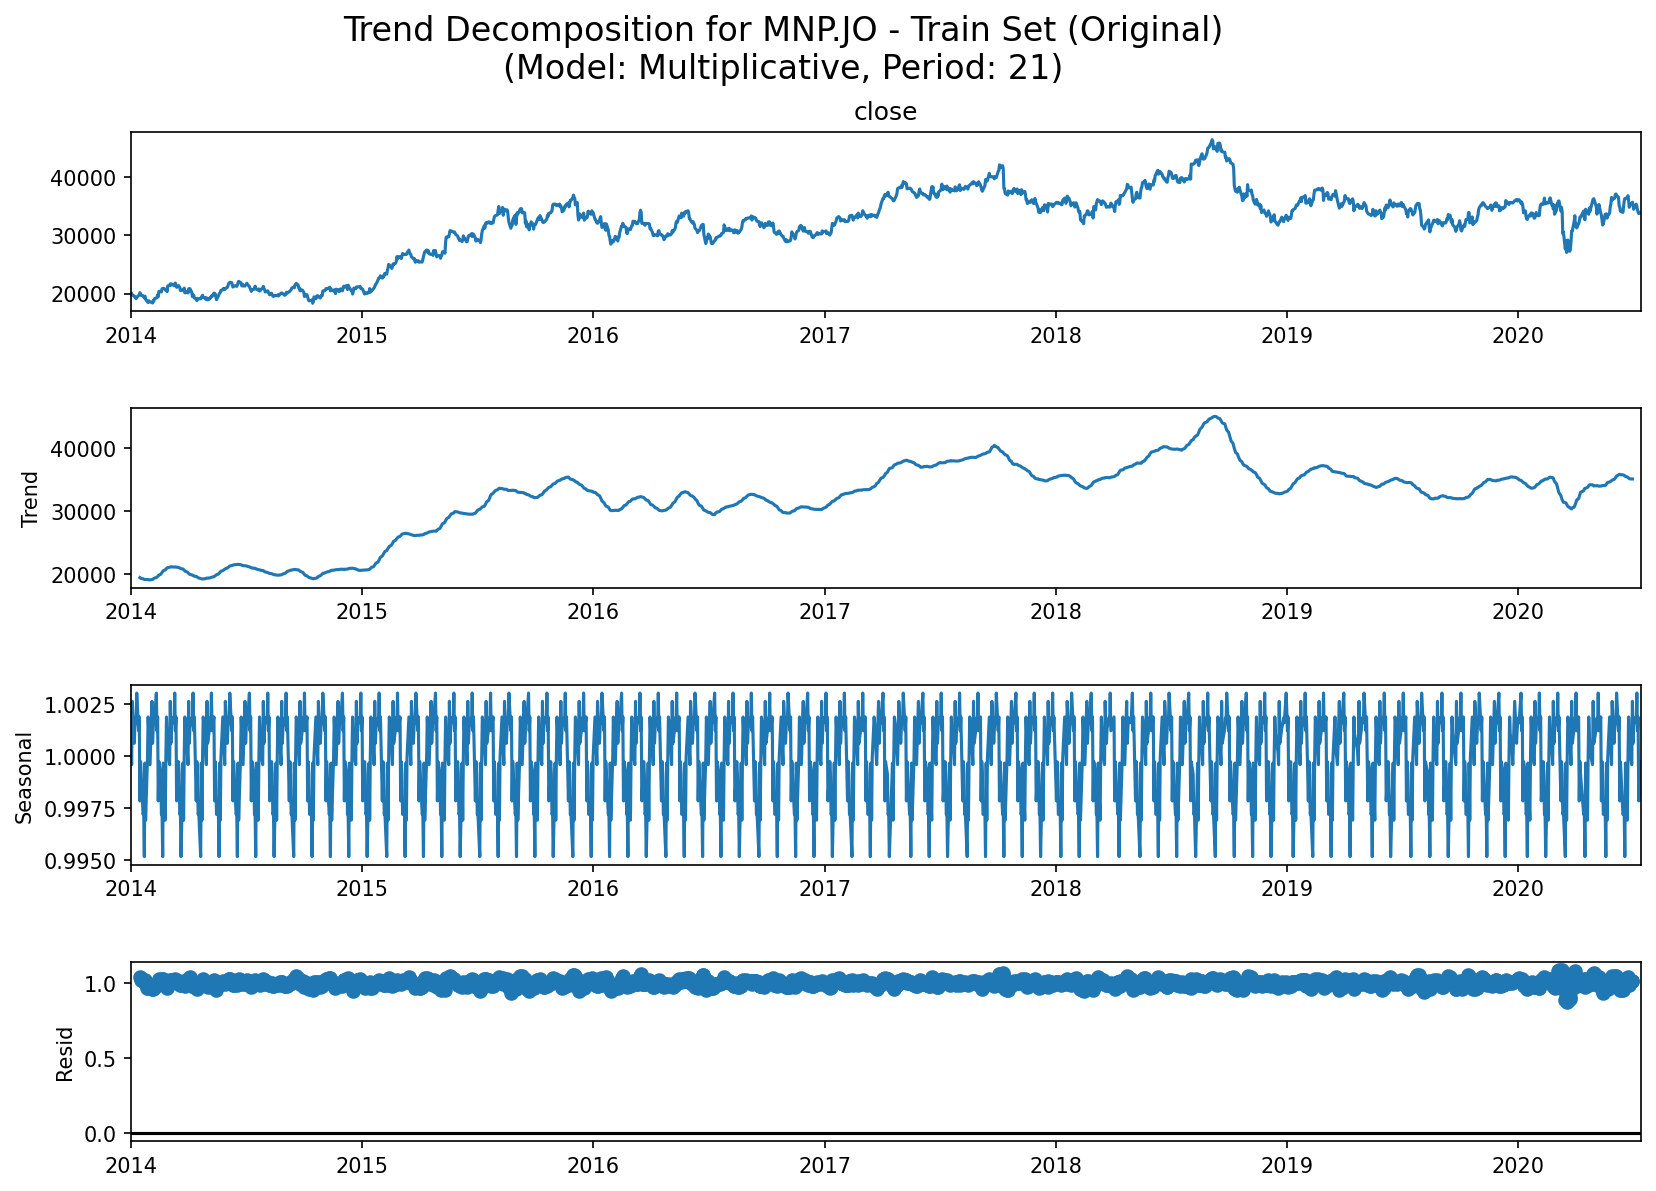 Trend Decomposition for MNP.JO - Train Set (Original)
(Model: Multiplicative, Period: 21)
close
40000
30000
20000
2014 2015 2016 2017 2018 2019 2020
Trend
40000
30000
20000
2014 2015 2016 2017 2018 2019 2020
Seasonal
1.0025
1.0000
0.9975
0.9950
2014 2015 2016 2017 2018 2019 2020
Resid
1.0
0.5
0.0
2014 2015 2016 2017 2018 2019 2020